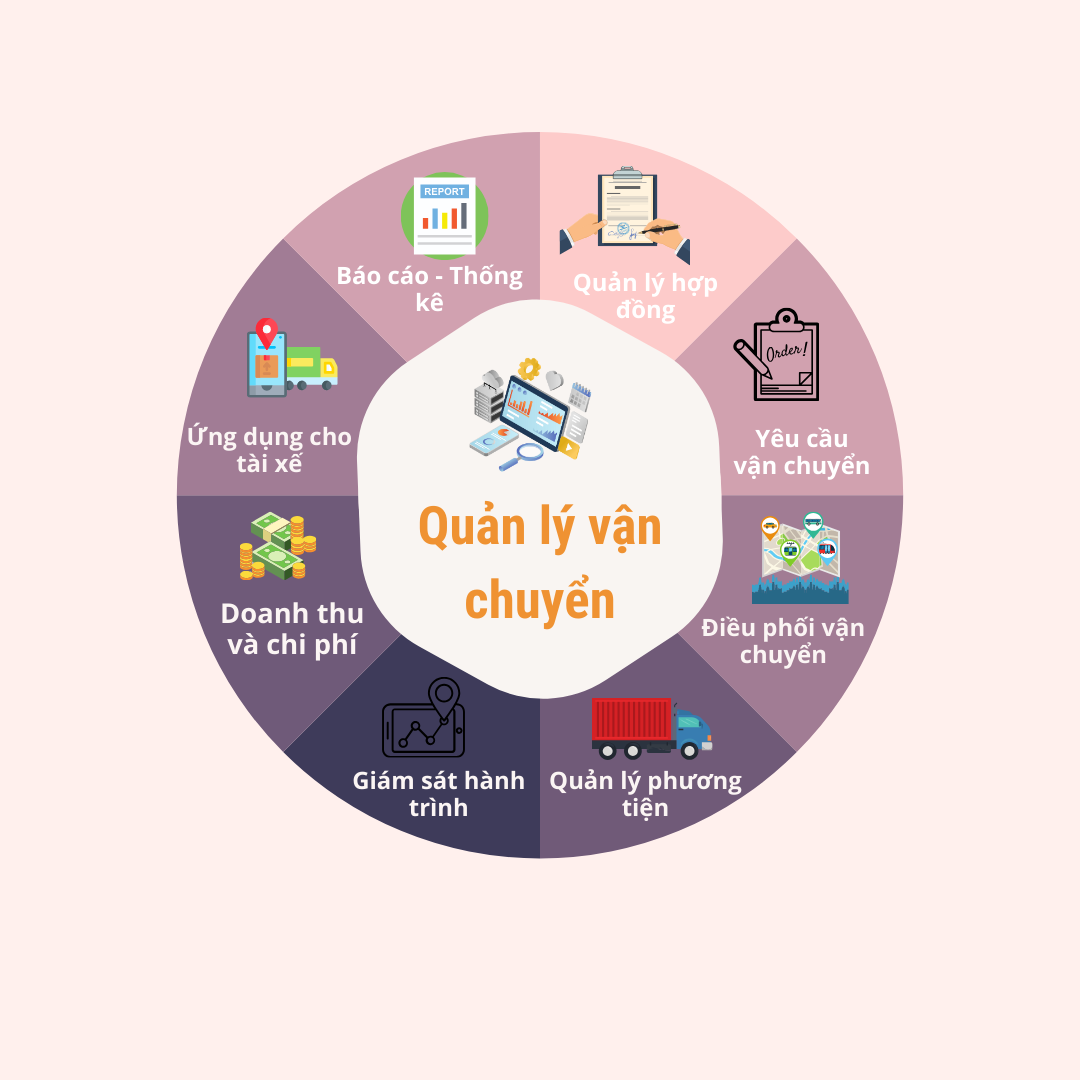 REPORT
Báo cáo - Thống
kê
Quản lý hợp
đồng
Order!
Yêu cầu
vận chuyển
Ứng dụng cho
tài xế
Quản lý vận
chuyển
Doanh thu
và chi phí
Điều phối vận
chuyển
Giám sát hành
trình
Quản lý phương
tiện